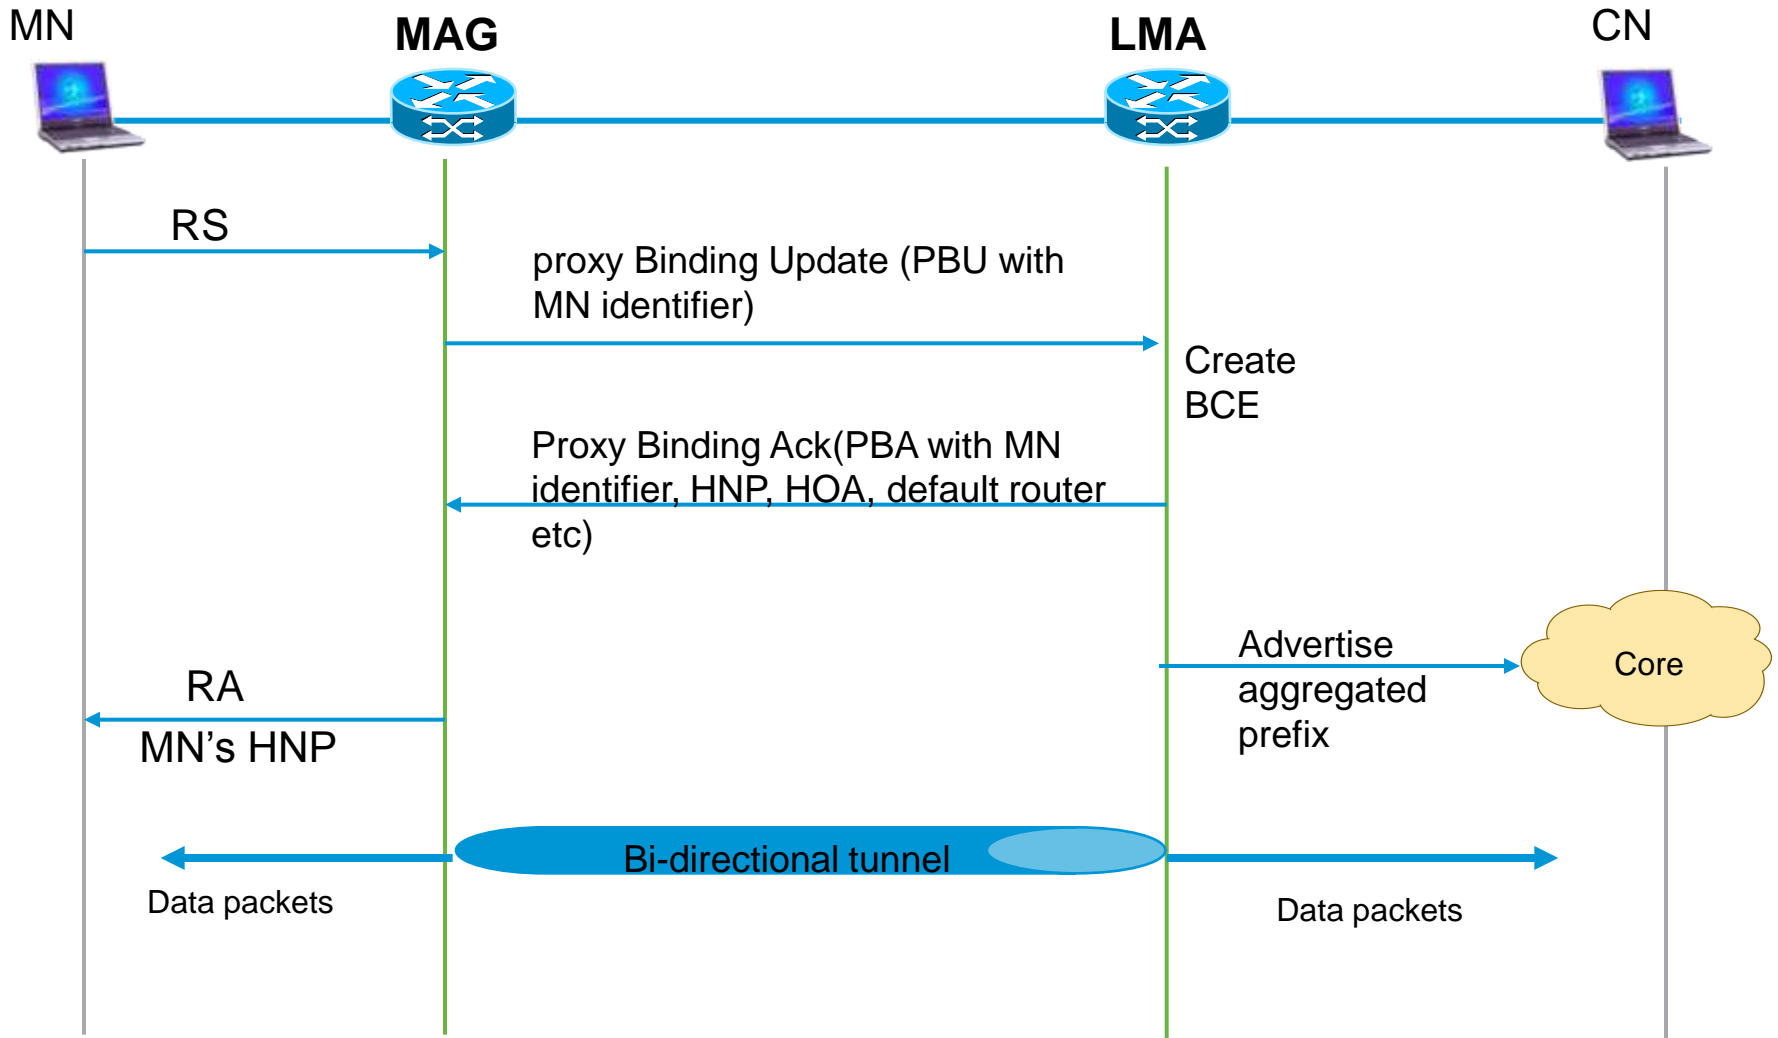 MN
MAG
LMA
CN
RS
proxy Binding Update (PBU with
MN identifier)
Create
BCE
Proxy Binding Ack(PBA with MN
identifier, HNP, HOA, default router
etc)
Advertise
aggregated
prefix
Core
RA
MN’s HNP
Bi-directional tunnel
Data packets
Data packets